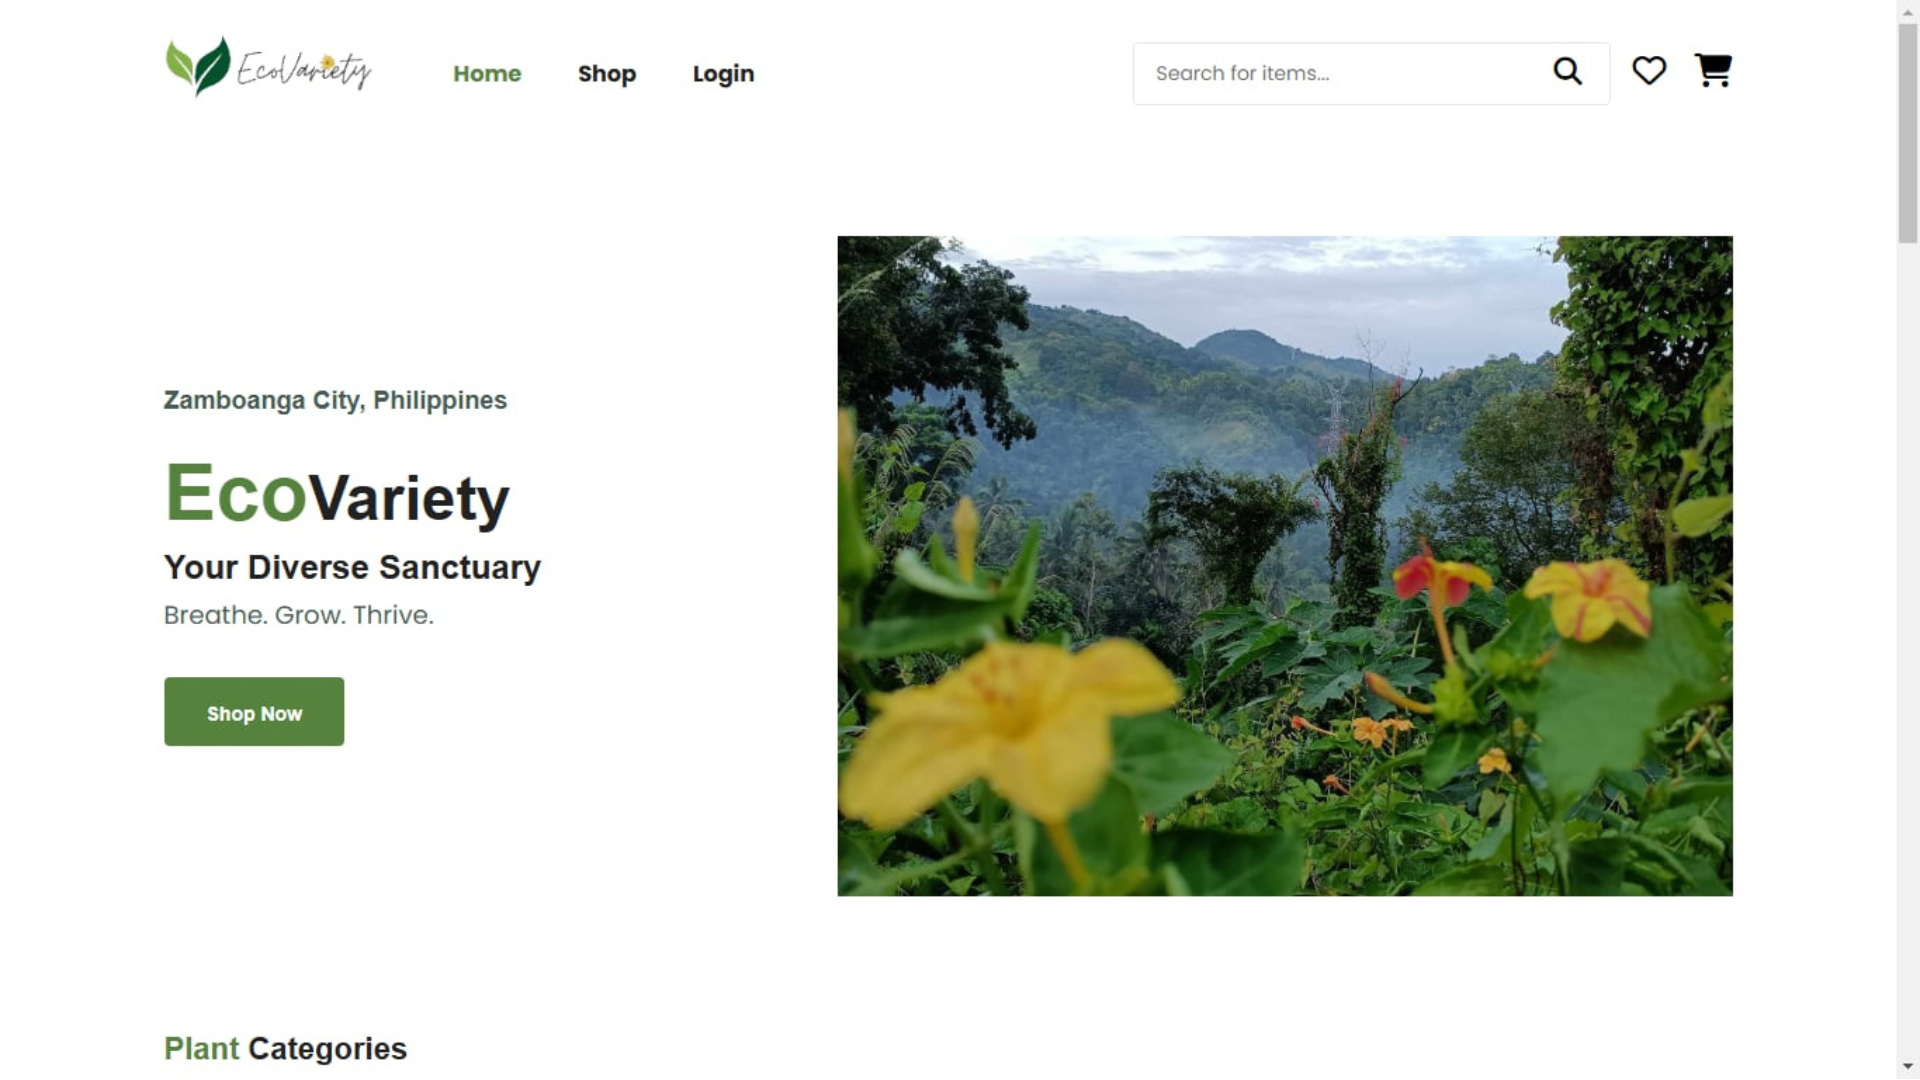 EcoVariety
Home
Shop
Login
Search for items...
Zamboanga City, Philippines
EcoVariety
Your Diverse Sanctuary
Breathe. Grow. Thrive.
Shop Now
Plant Categories